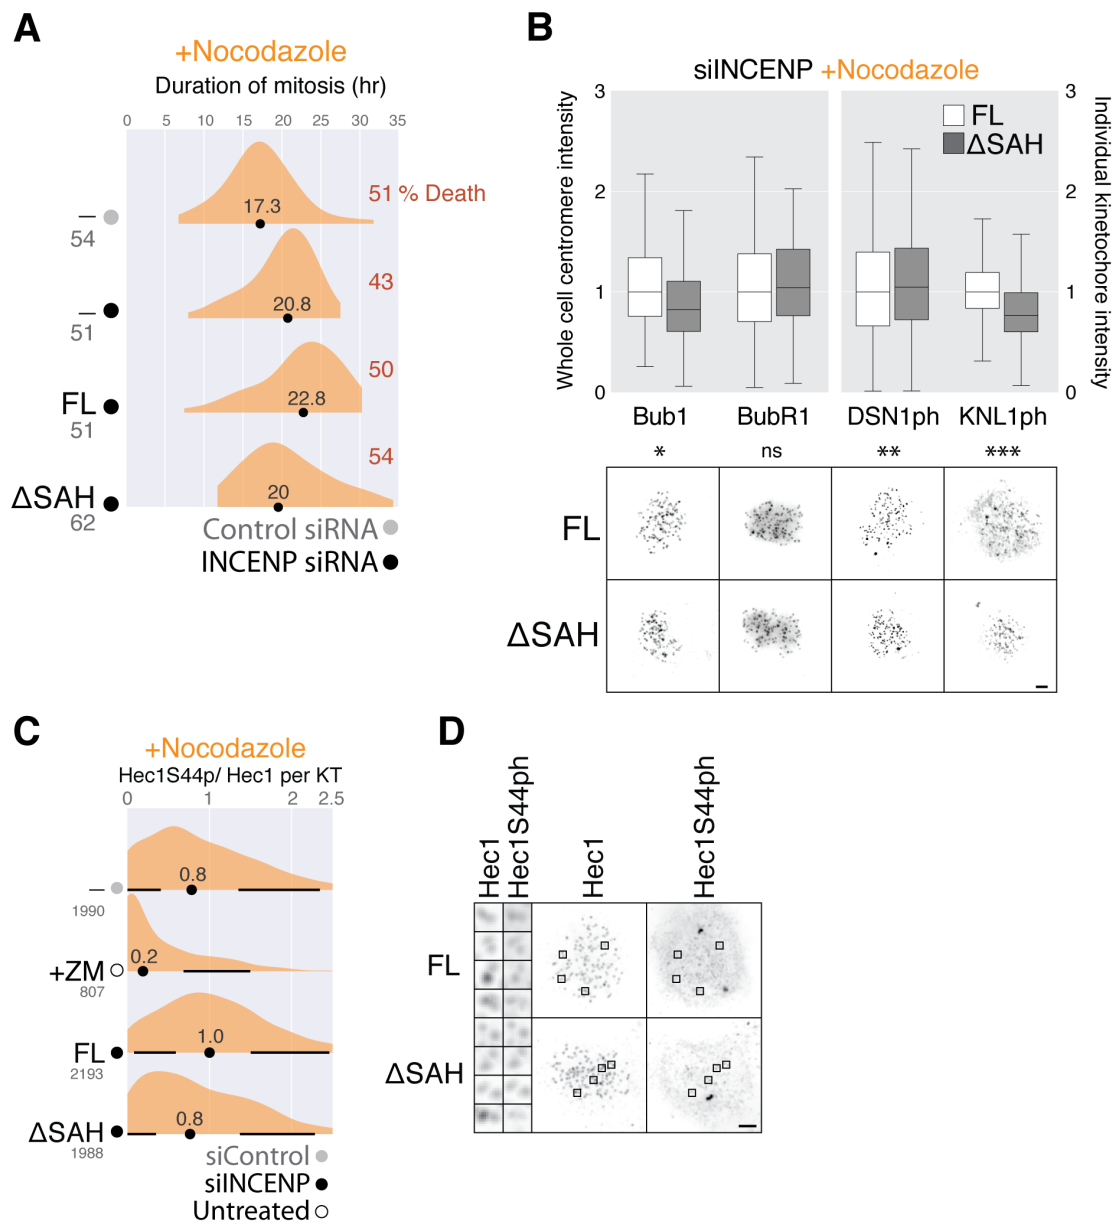 A
+Nocodazole
Duration of mitosis (hr)
0 5 10 15 20 25 30 35
51 % Death
17.3
–
54
43
20.8
–
51
50
22.8
FL
51
54
20
ΔSAH
62
Control siRNA
INCENP siRNA
B
siINCENP +Nocodazole
Whole cell centromere intensity
3
2
1
0
FL
ΔSAH
3
2
1
0
Individual kinetochore intensity
Bub1 BubR1 DSN1ph KNL1ph
* ns ** ***
FL
ΔSAH
C
+Nocodazole
Hec1S44p/ Hec1 per KT
0 1 2 2.5
0.8
–
1990
0.2
+ZM
807
1.0
FL
2193
0.8
ΔSAH
1988
siControl
siINCENP
Untreated
D
Hec1
Hec1S44ph
Hec1
Hec1S44ph
FL
ΔSAH